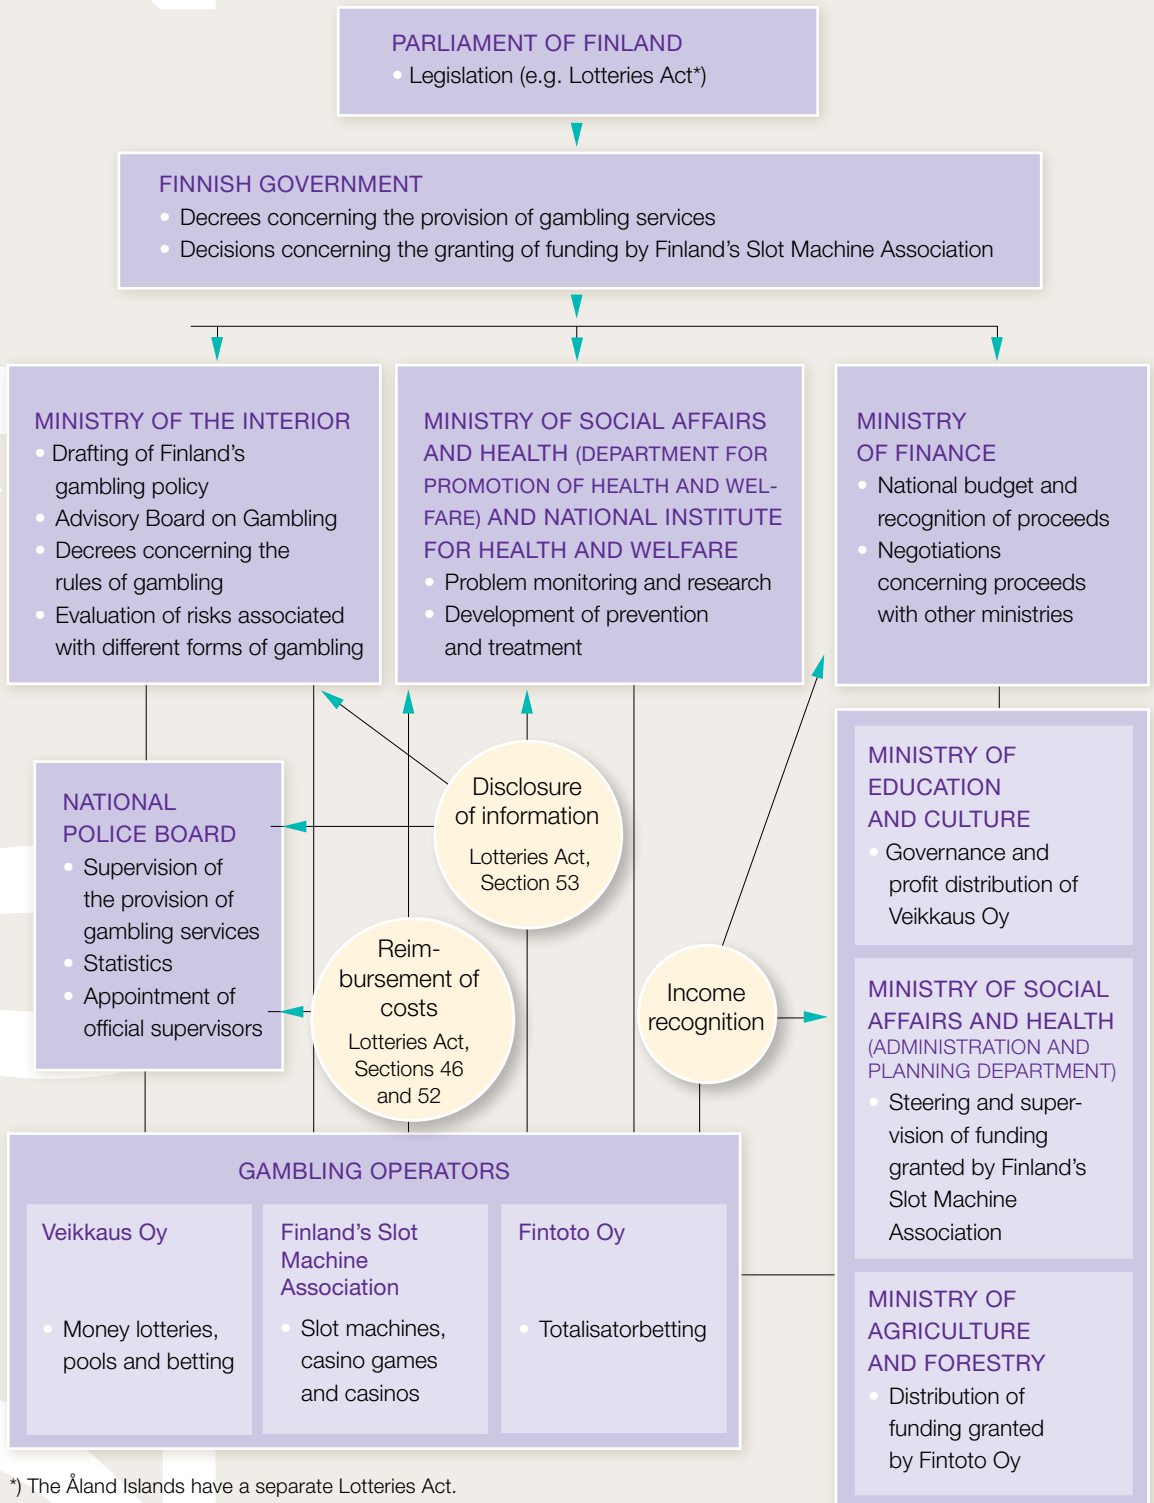 PARLIAMENT OF FINLAND
• Legislation (e.g. Lotteries Act*)
FINNISH GOVERNMENT
• Decrees concerning the provision of gambling services
• Decisions concerning the granting of funding by Finland's Slot Machine Association
MINISTRY OF THE INTERIOR
• Drafting of Finland's
gambling policy
• Advisory Board on Gambling
• Decrees concerning the
rules of gambling
• Evaluation of risks associated
with different forms of gambling
MINISTRY OF SOCIAL AFFAIRS
AND HEALTH (DEPARTMENT FOR
PROMOTION OF HEALTH AND WEL-
FARE) AND NATIONAL INSTITUTE
FOR HEALTH AND WELFARE
• Problem monitoring and research
• Development of prevention
and treatment
MINISTRY
OF FINANCE
• National budget and
recognition of proceeds
• Negotiations
concerning proceeds
with other ministries
NATIONAL
POLICE BOARD
• Supervision of
the provision of
gambling services
• Statistics
• Appointment of
official supervisors
Disclosure
of information
Lotteries Act,
Section 53
Reim-
bursement of
costs
Lotteries Act,
Sections 46
and 52
Income
recognition
MINISTRY OF
EDUCATION
AND CULTURE
• Governance and
profit distribution of
Veikkaus Oy
MINISTRY OF SOCIAL
AFFAIRS AND HEALTH
(ADMINISTRATION AND
PLANNING DEPARTMENT)
• Steering and super-
vision of funding
granted by Finland's
Slot Machine
Association
MINISTRY OF
AGRICULTURE
AND FORESTRY
• Distribution of
funding granted
by Fintoto Oy
GAMBLING OPERATORS
Veikkaus Oy
• Money lotteries,
pools and betting
Finland's Slot
Machine
Association
• Slot machines,
casino games
and casinos
Fintoto Oy
• Totalisatorbetting
*) The Åland Islands have a separate Lotteries Act.